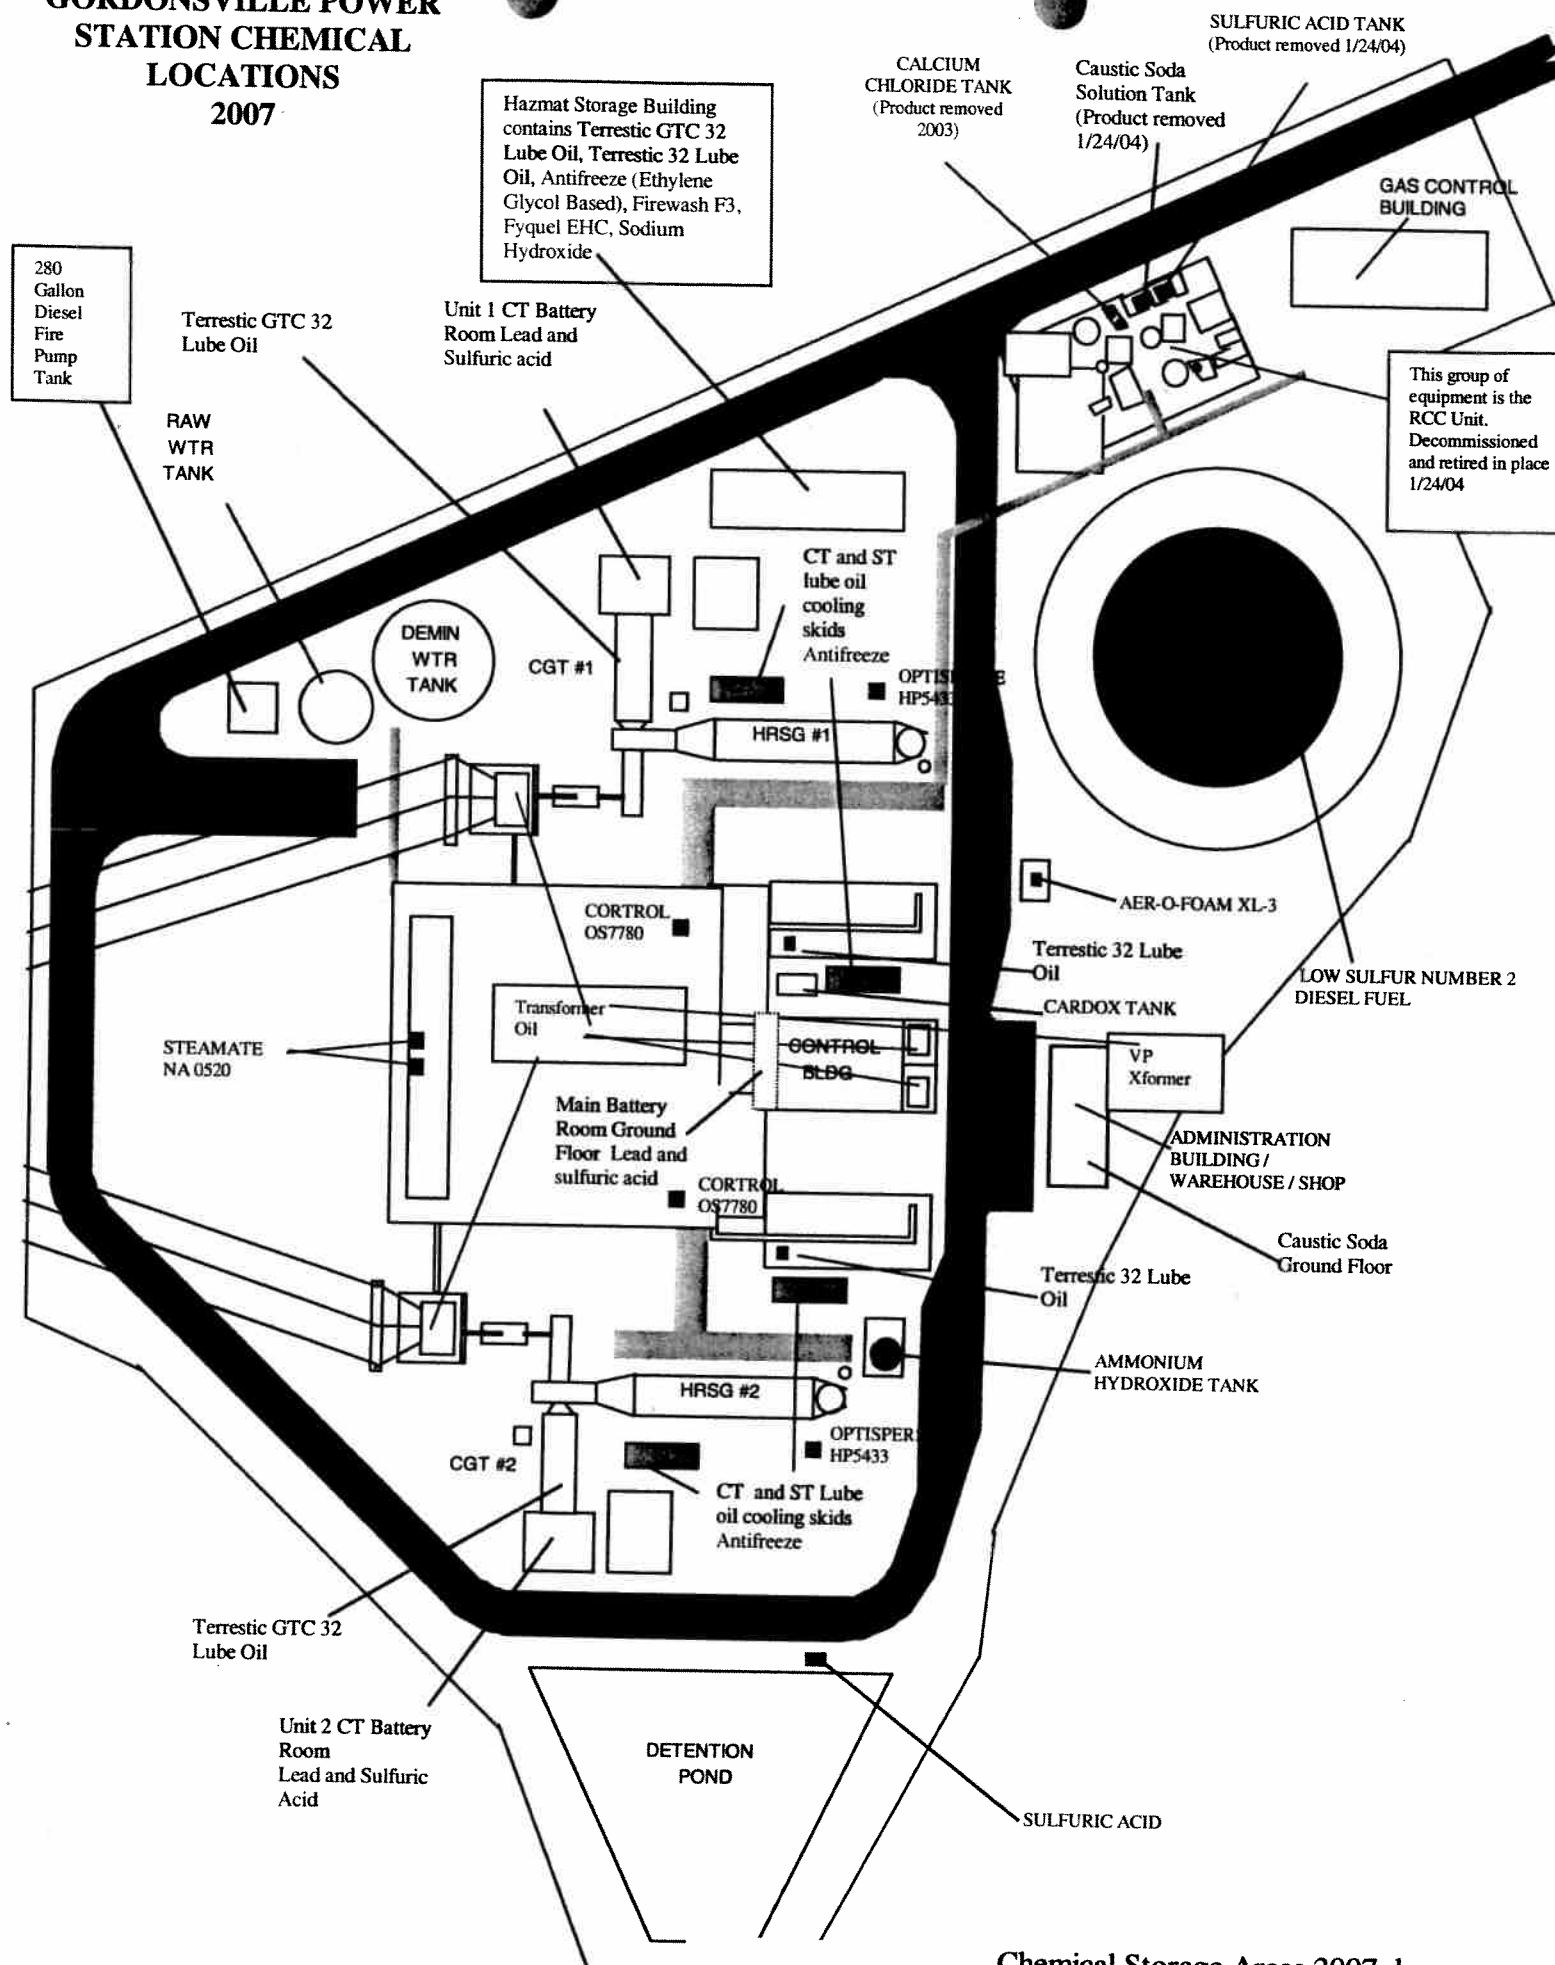 GORDONSVILLE POWER
STATION CHEMICAL
LOCATIONS
2007
SULFURIC ACID TANK
(Product removed 1/24/04)
CALCIUM
CHLORIDE TANK
(Product removed
2003)
Caustic Soda
Solution Tank
(Product removed
1/24/04)
Hazmat Storage Building
contains Terrestic GTC 32
Lube Oil, Terrestic 32 Lube
Oil, Antifreeze (Ethylene
Glycol Based), Firewash F3,
Fyquel EHC, Sodium
Hydroxide
GAS CONTROL
BUILDING
280
Gallon
Diesel
Fire
Pump
Tank
Terrestic GTC 32
Lube Oil
Unit 1 CT Battery
Room Lead and
Sulfuric acid
This group of
equipment is the
RCC Unit.
Decommissioned
and retired in place
1/24/04
RAW
WTR
TANK
CT and ST
lube oil
cooling
skids
Antifreeze
DEMIN
WTR
TANK
CGT #1
HP5433
HRSG #1
CORTROL
OS7780
AER-O-FOAM XL-3
Terrestic 32 Lube
Oil
LOW SULFUR NUMBER 2
DIESEL FUEL
CARDOX TANK
Transformer
Oil
STEAMATE
NA 0520
CONTROL
BLDG
VP
Xformer
Main Battery
Room Ground
Floor Lead and
sulfuric acid
ADMINISTRATION
BUILDING /
WAREHOUSE / SHOP
CORTROL
OS7780
Caustic Soda
Ground Floor
Terrestic 32 Lube
Oil
AMMONIUM
HYDROXIDE TANK
HRSG #2
OPTISPER
HP5433
CGT #2
CT and ST Lube
oil cooling skids
Antifreeze
Terrestic GTC 32
Lube Oil
Unit 2 CT Battery
Room
Lead and Sulfuric
Acid
DETENTION
POND
SULFURIC ACID
Chemical Storage Areas 2007